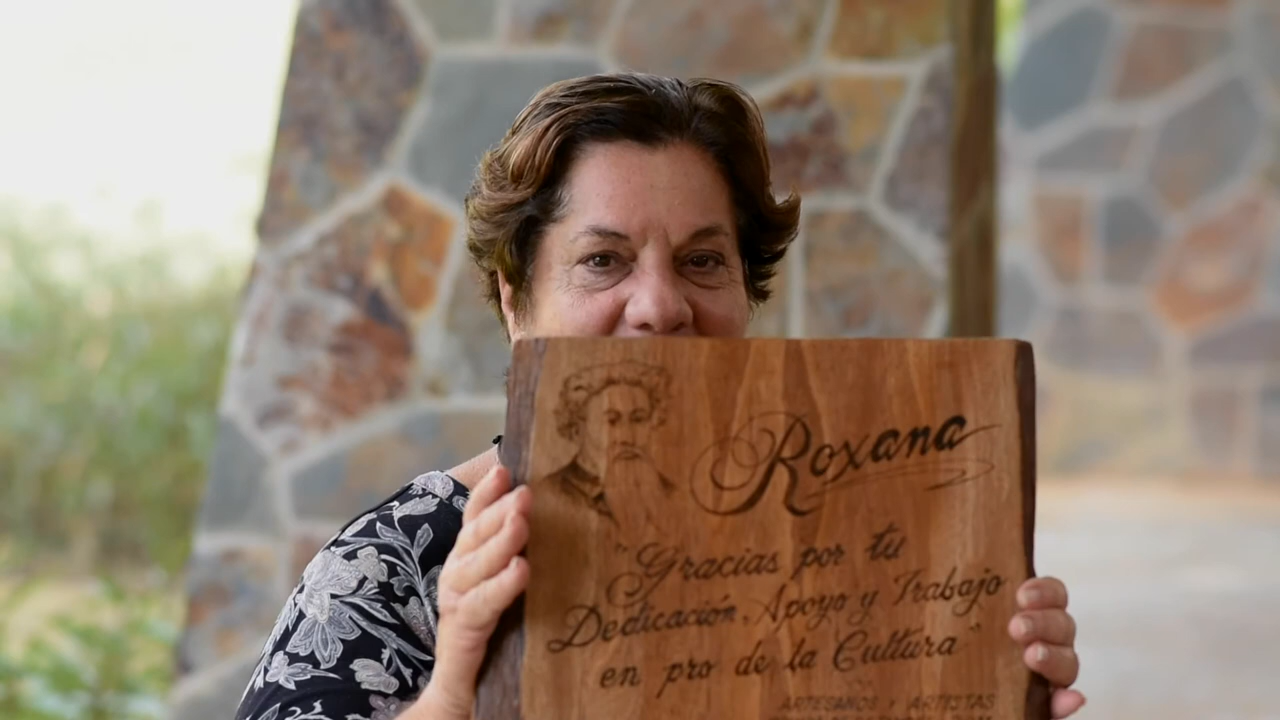 Roxana
"Gracias por tu
Dedicación, Apoyo y Trabajo
en pro de la Cultura"
ARTESANOS Y ARTISTAS